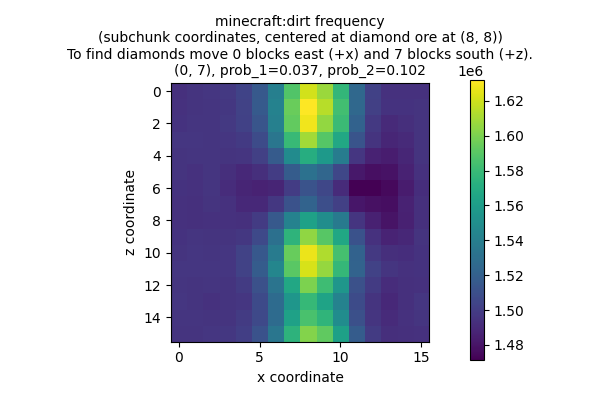 minecraft:dirt frequency
(subchunk coordinates, centered at diamond ore at (8, 8))
To find diamonds move 0 blocks east (+x) and 7 blocks south (+z).
(0, 7), prob_1=0.037, prob_2=0.102
1e6
0
2
4
6
8
10
12
14
z coordinate
0
5
10
15
x coordinate
1.62
1.60
1.58
1.56
1.54
1.52
1.50
1.48